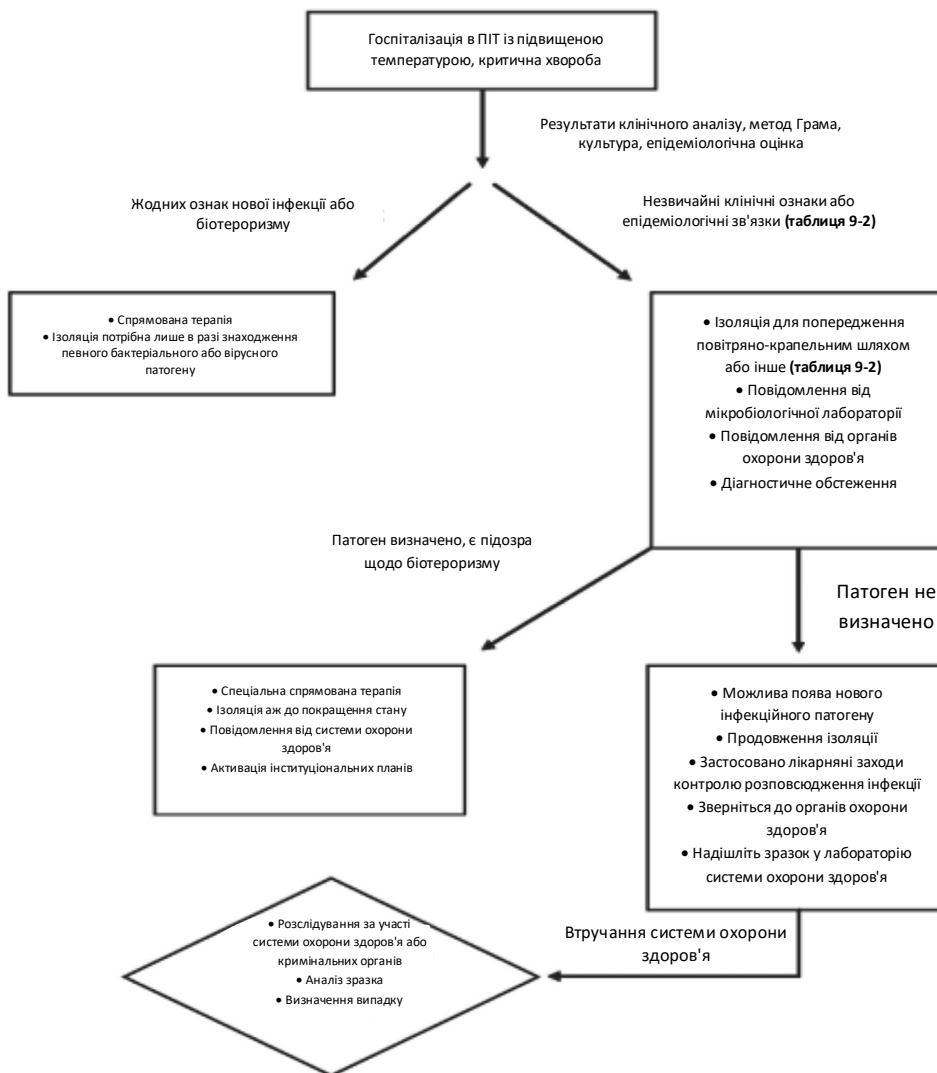 Госпіталізація в ПІТ із підвищеною
температурою, критична хвороба
Результати клінічного аналізу, метод Грама,
культура, епідеміологічна оцінка
Жодних ознак нової інфекції або
біотероризму
Незвичайні клінічні ознаки або
епідеміологічні зв'язки (таблиця 9-2)
• Спрямована терапія
• Ізоляція потрібна лише в разі знаходження
певного бактеріального або вірусного
патогену
• Ізоляція для попередження
повітряно-крапельним шляхом
або інше (таблиця 9-2)
• Повідомлення від
мікробіологічної лабораторії
• Повідомлення від органів
охорони здоров'я
• Діагностичне обстеження
Патоген визначено, є підозра
щодо біотероризму
Патоген не
визначено
• Спеціальна спрямована терапія
• Ізоляція аж до покращення стану
• Повідомлення від системи охорони
здоров'я
• Активація інституціональних планів
• Можлива поява нового
інфекційного патогену
• Продовження ізоляції
• Застосовано лікарняні заходи
контролю розповсюдження інфекції
• Зверніться до органів охорони
здоров'я
• Надішліть зразок у лабораторію
системи охорони здоров'я
Втручання системи охорони
здоров'я
• Розслідування за участі
системи охорони здоров'я або
кримінальних органів
• Аналіз зразка
• Визначення випадку